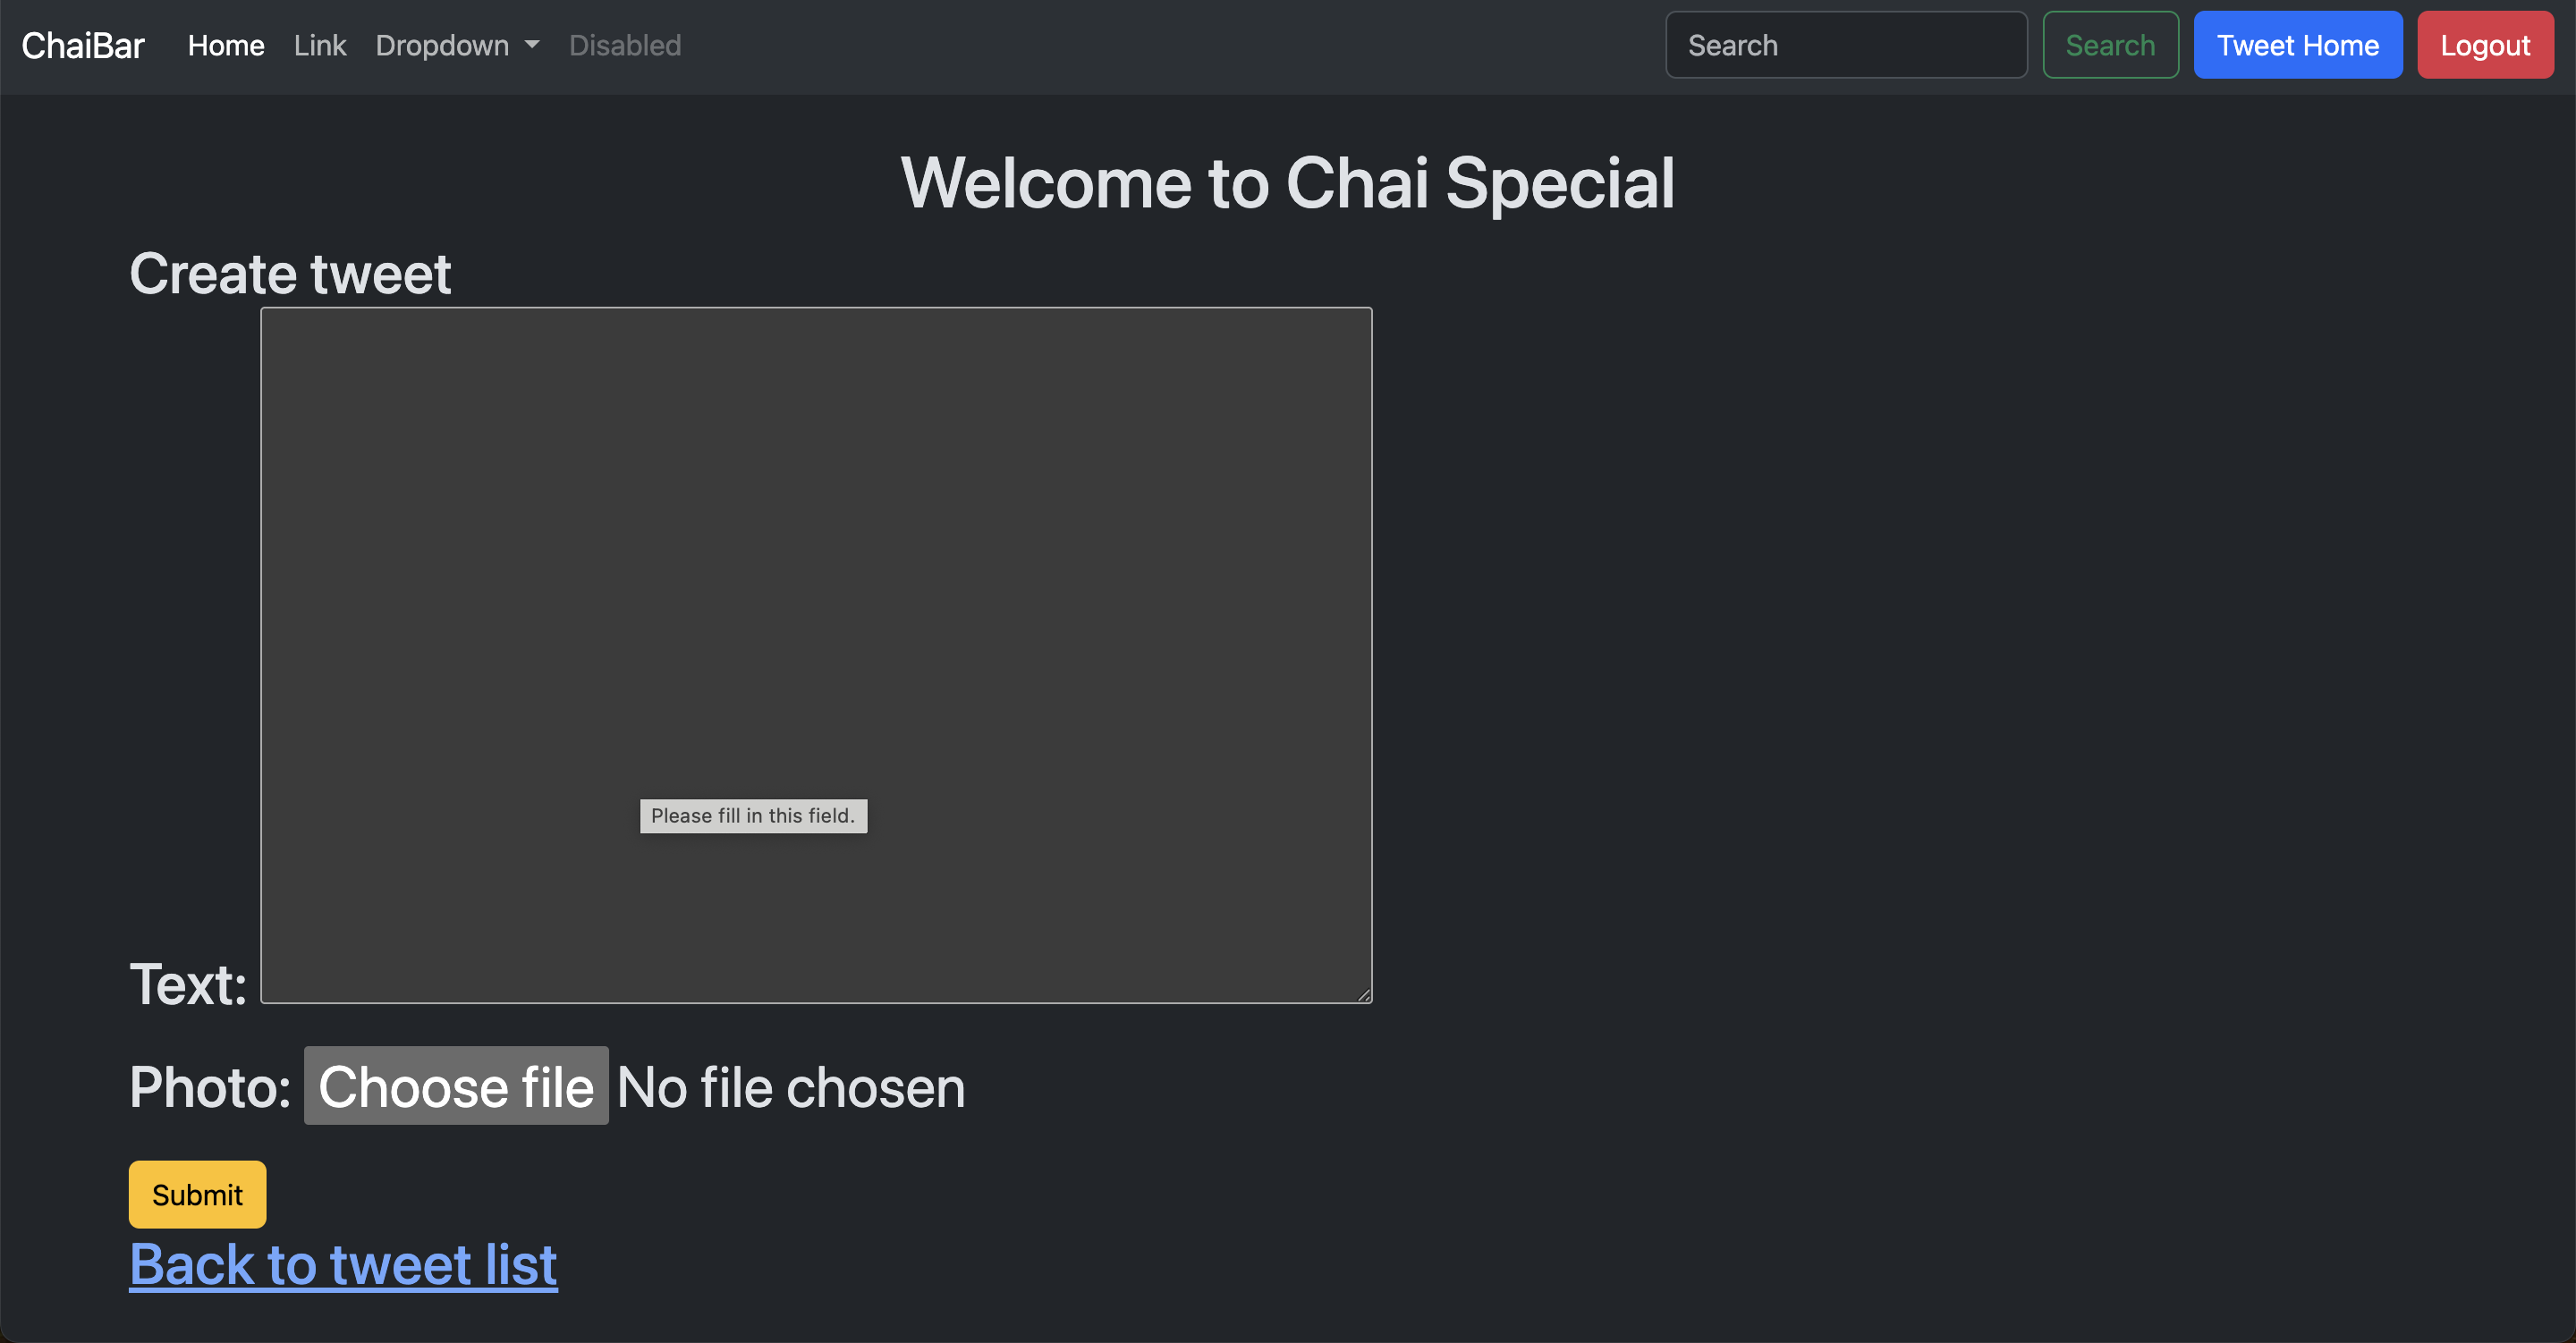 ChaiBar Home Link Dropdown Disabled Search Search Tweet Home Logout
Welcome to Chai Special
Create tweet
Please fill in this field.
Text:
Photo: Choose file No file chosen
Submit
Back to tweet list